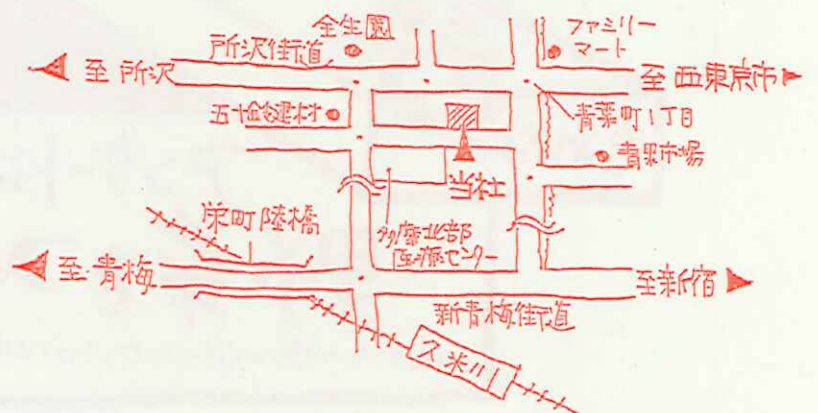 全生園
ファミリー
マート
所沢街道
至所沢
至西東京市
五十嵐建材
青葉町1丁目
青果市場
当社
栄町陸橋
多摩北部
医療センター
至青梅
至新宿
新青梅街道
久米川